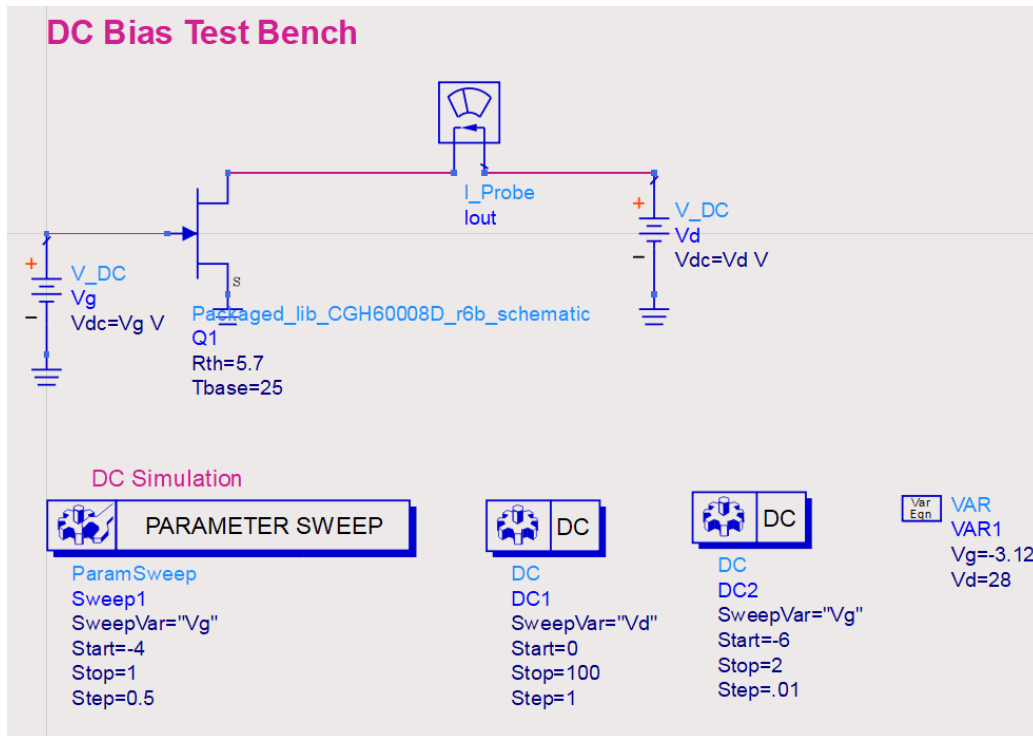 DC Bias Test Bench
I_Probe
Iout
+
V_DC
Vd
Vdc=Vd V
−
+
V_DC
Vg
Vdc=Vg V
−
S
Packaged_lib_CGH60008D_r6b_schematic
Q1
Rth=5.7
Tbase=25
DC Simulation
PARAMETER SWEEP
ParamSweep
Sweep1
SweepVar="Vg"
Start=-4
Stop=1
Step=0.5
DC
DC
DC1
SweepVar="Vd"
Start=0
Stop=100
Step=1
DC
DC
DC2
SweepVar="Vg"
Start=-6
Stop=2
Step=.01
Var
Eqn
VAR
VAR1
Vg=-3.12
Vd=28